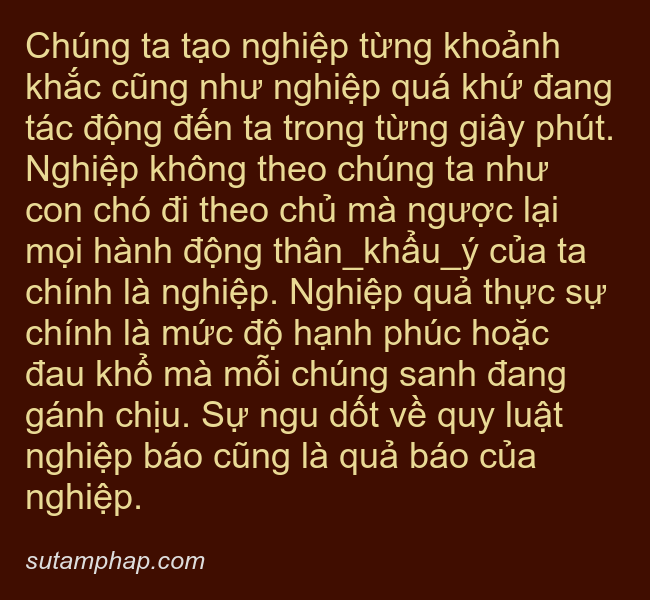 Chúng ta tạo nghiệp từng khoảnh
khắc cũng như nghiệp quá khứ đang
tác động đến ta trong từng giây phút.
Nghiệp không theo chúng ta như
con chó đi theo chủ mà ngược lại
mọi hành động thân_khẩu_ý của ta
chính là nghiệp. Nghiệp quả thực sự
chính là mức độ hạnh phúc hoặc
đau khổ mà mỗi chúng sanh đang
gánh chịu. Sự ngu dốt về quy luật
nghiệp báo cũng là quả báo của
nghiệp.
sutamphap.com